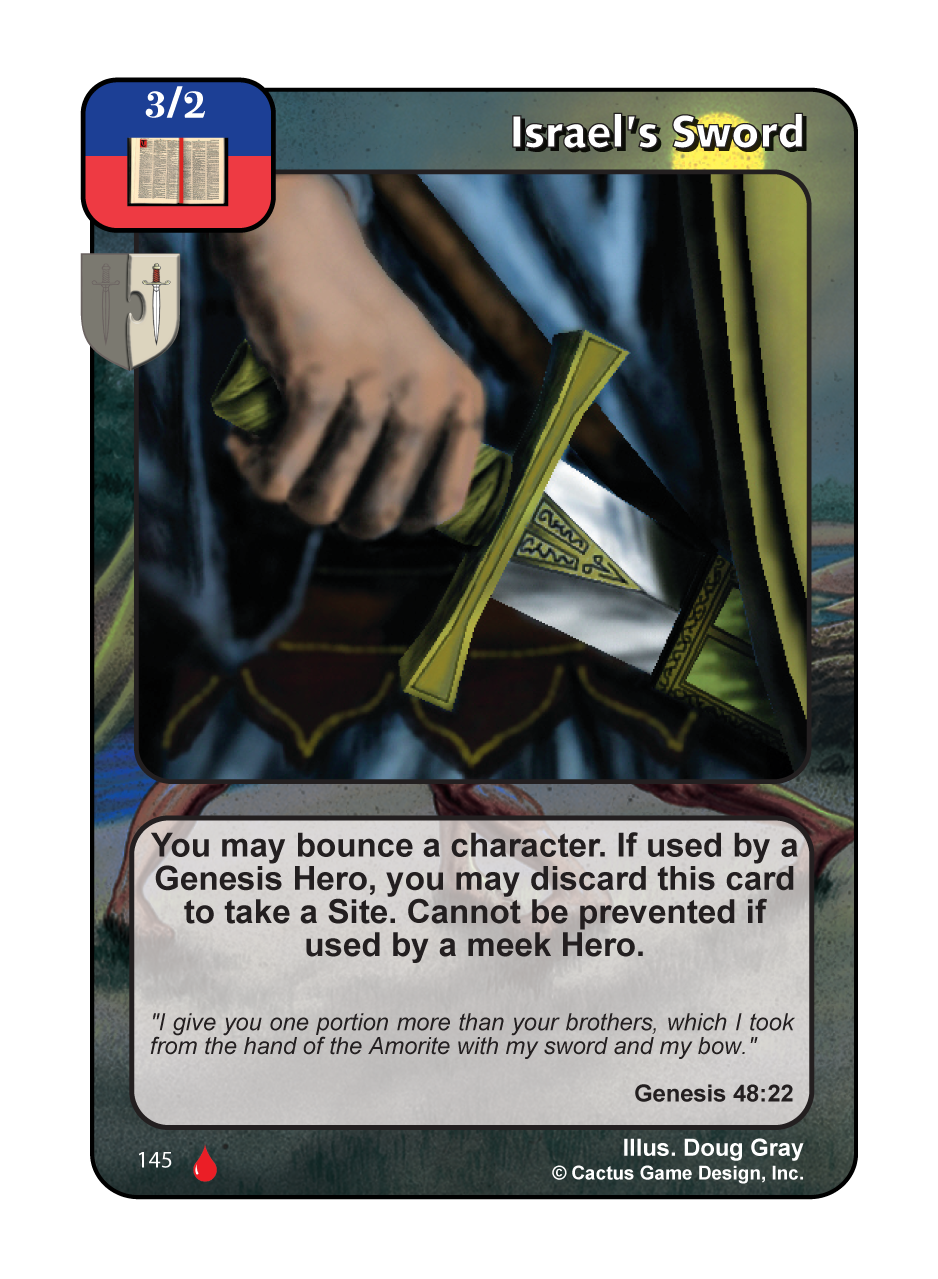 3/2
Israel's Sword
You may bounce a character. If used by a
Genesis Hero, you may discard this card
to take a Site. Cannot be prevented if
used by a meek Hero.
"I give you one portion more than your brothers, which I took
from the hand of the Amorite with my sword and my bow."
Genesis 48:22
145
Illus. Doug Gray
© Cactus Game Design, Inc.